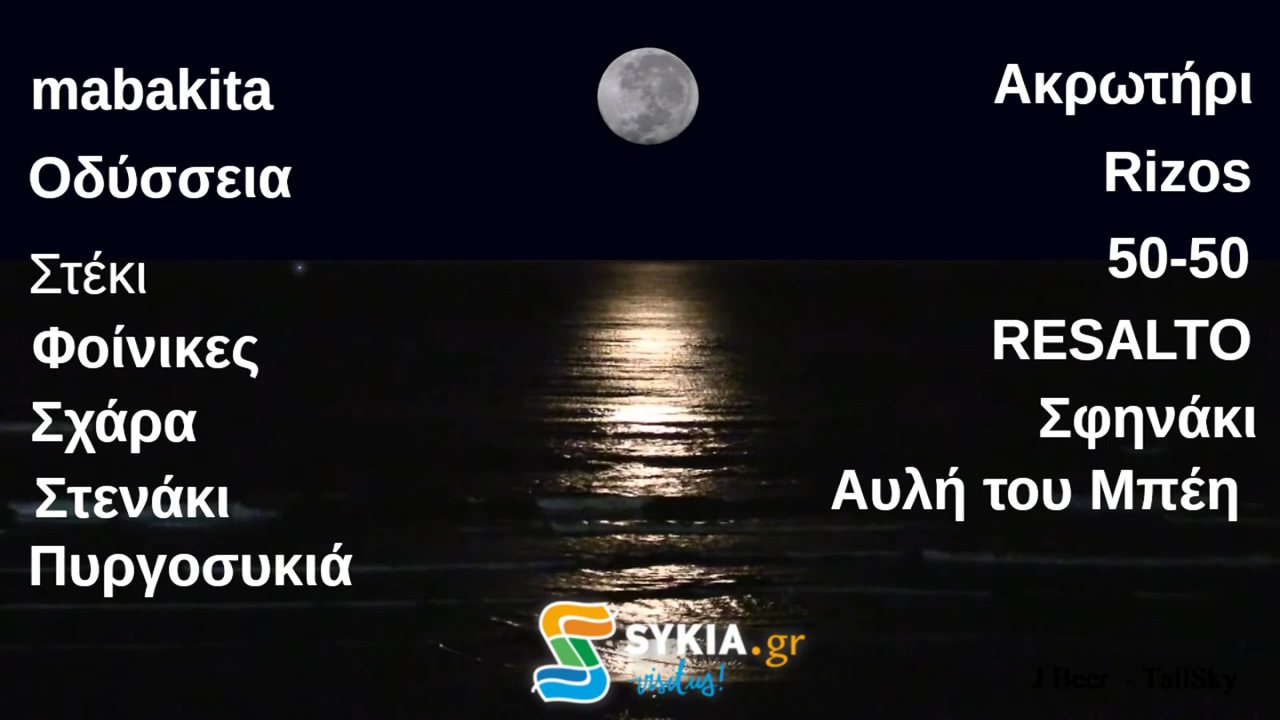 mabakita
Οδύσσεια
Στέκι
Φοίνικες
Σχάρα
Στενάκι
Πυργοσυκιά
Ακρωτήρι
Rizos
50-50
RESALTO
Σφηνάκι
Αυλή του Μπέη
SYKIA.gr
visit us!
J Beer - TallSky